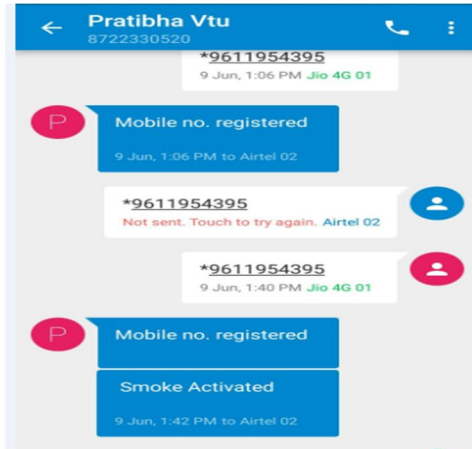 Pratibha Vtu
8722330520
*9611954395
9 Jun, 1:06 PM Jio 4G 01
P
Mobile no. registered
9 Jun, 1:06 PM to Airtel 02
*9611954395
Not sent. Touch to try again. Airtel 02
*9611954395
9 Jun, 1:40 PM Jio 4G 01
P
Mobile no. registered
Smoke Activated
9 Jun, 1:42 PM to Airtel 02